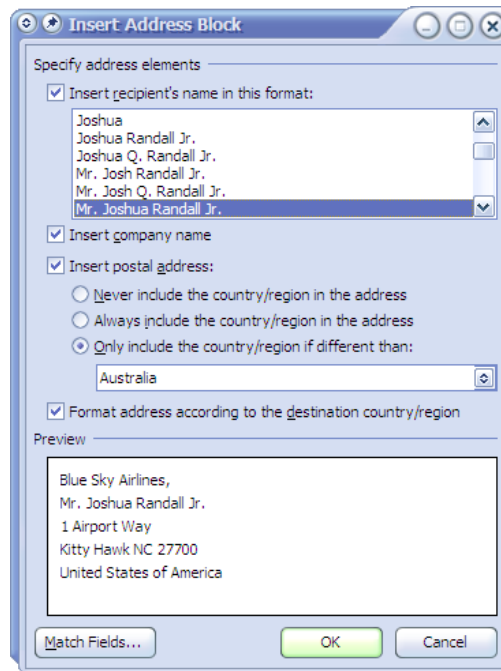 Insert Address Block
Specify address elements
Insert recipient's name in this format:
Joshua
Joshua Randall Jr.
Joshua Q. Randall Jr.
Mr. Josh Randall Jr.
Mr. Josh Q. Randall Jr.
Mr. Joshua Randall Jr.
Insert company name
Insert postal address:
Never include the country/region in the address
Always include the country/region in the address
Only include the country/region if different than:
Australia
Format address according to the destination country/region
Preview
Blue Sky Airlines,
Mr. Joshua Randall Jr.
1 Airport Way
Kitty Hawk NC 27700
United States of America
Match Fields... OK Cancel